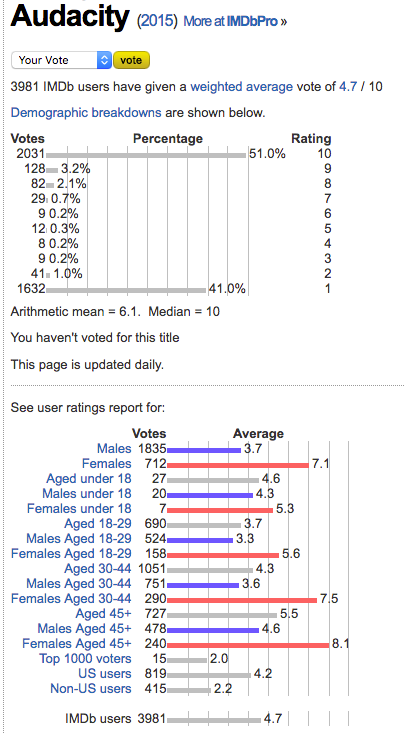 Audacity (2015) More at IMDbPro »
Your Vote vote
3981 IMDb users have given a weighted average vote of 4.7 / 10
Demographic breakdowns are shown below.
Votes Percentage Rating
2031 51.0% 10
128 3.2% 9
82 2.1% 8
29 0.7% 7
9 0.2% 6
12 0.3% 5
8 0.2% 4
9 0.2% 3
41 1.0% 2
1632 41.0% 1
Arithmetic mean = 6.1. Median = 10
You haven't voted for this title
This page is updated daily.
See user ratings report for:
Votes Average
Males 1835 3.7
Females 712 7.1
Aged under 18 27 4.6
Males under 18 20 4.3
Females under 18 7 5.3
Aged 18-29 690 3.7
Males Aged 18-29 524 3.3
Females Aged 18-29 158 5.6
Aged 30-44 1051 4.3
Males Aged 30-44 751 3.6
Females Aged 30-44 290 7.5
Aged 45+ 727 5.5
Males Aged 45+ 478 4.6
Females Aged 45+ 240 8.1
Top 1000 voters 15 2.0
US users 819 4.2
Non-US users 415 2.2
IMDb users 3981 4.7